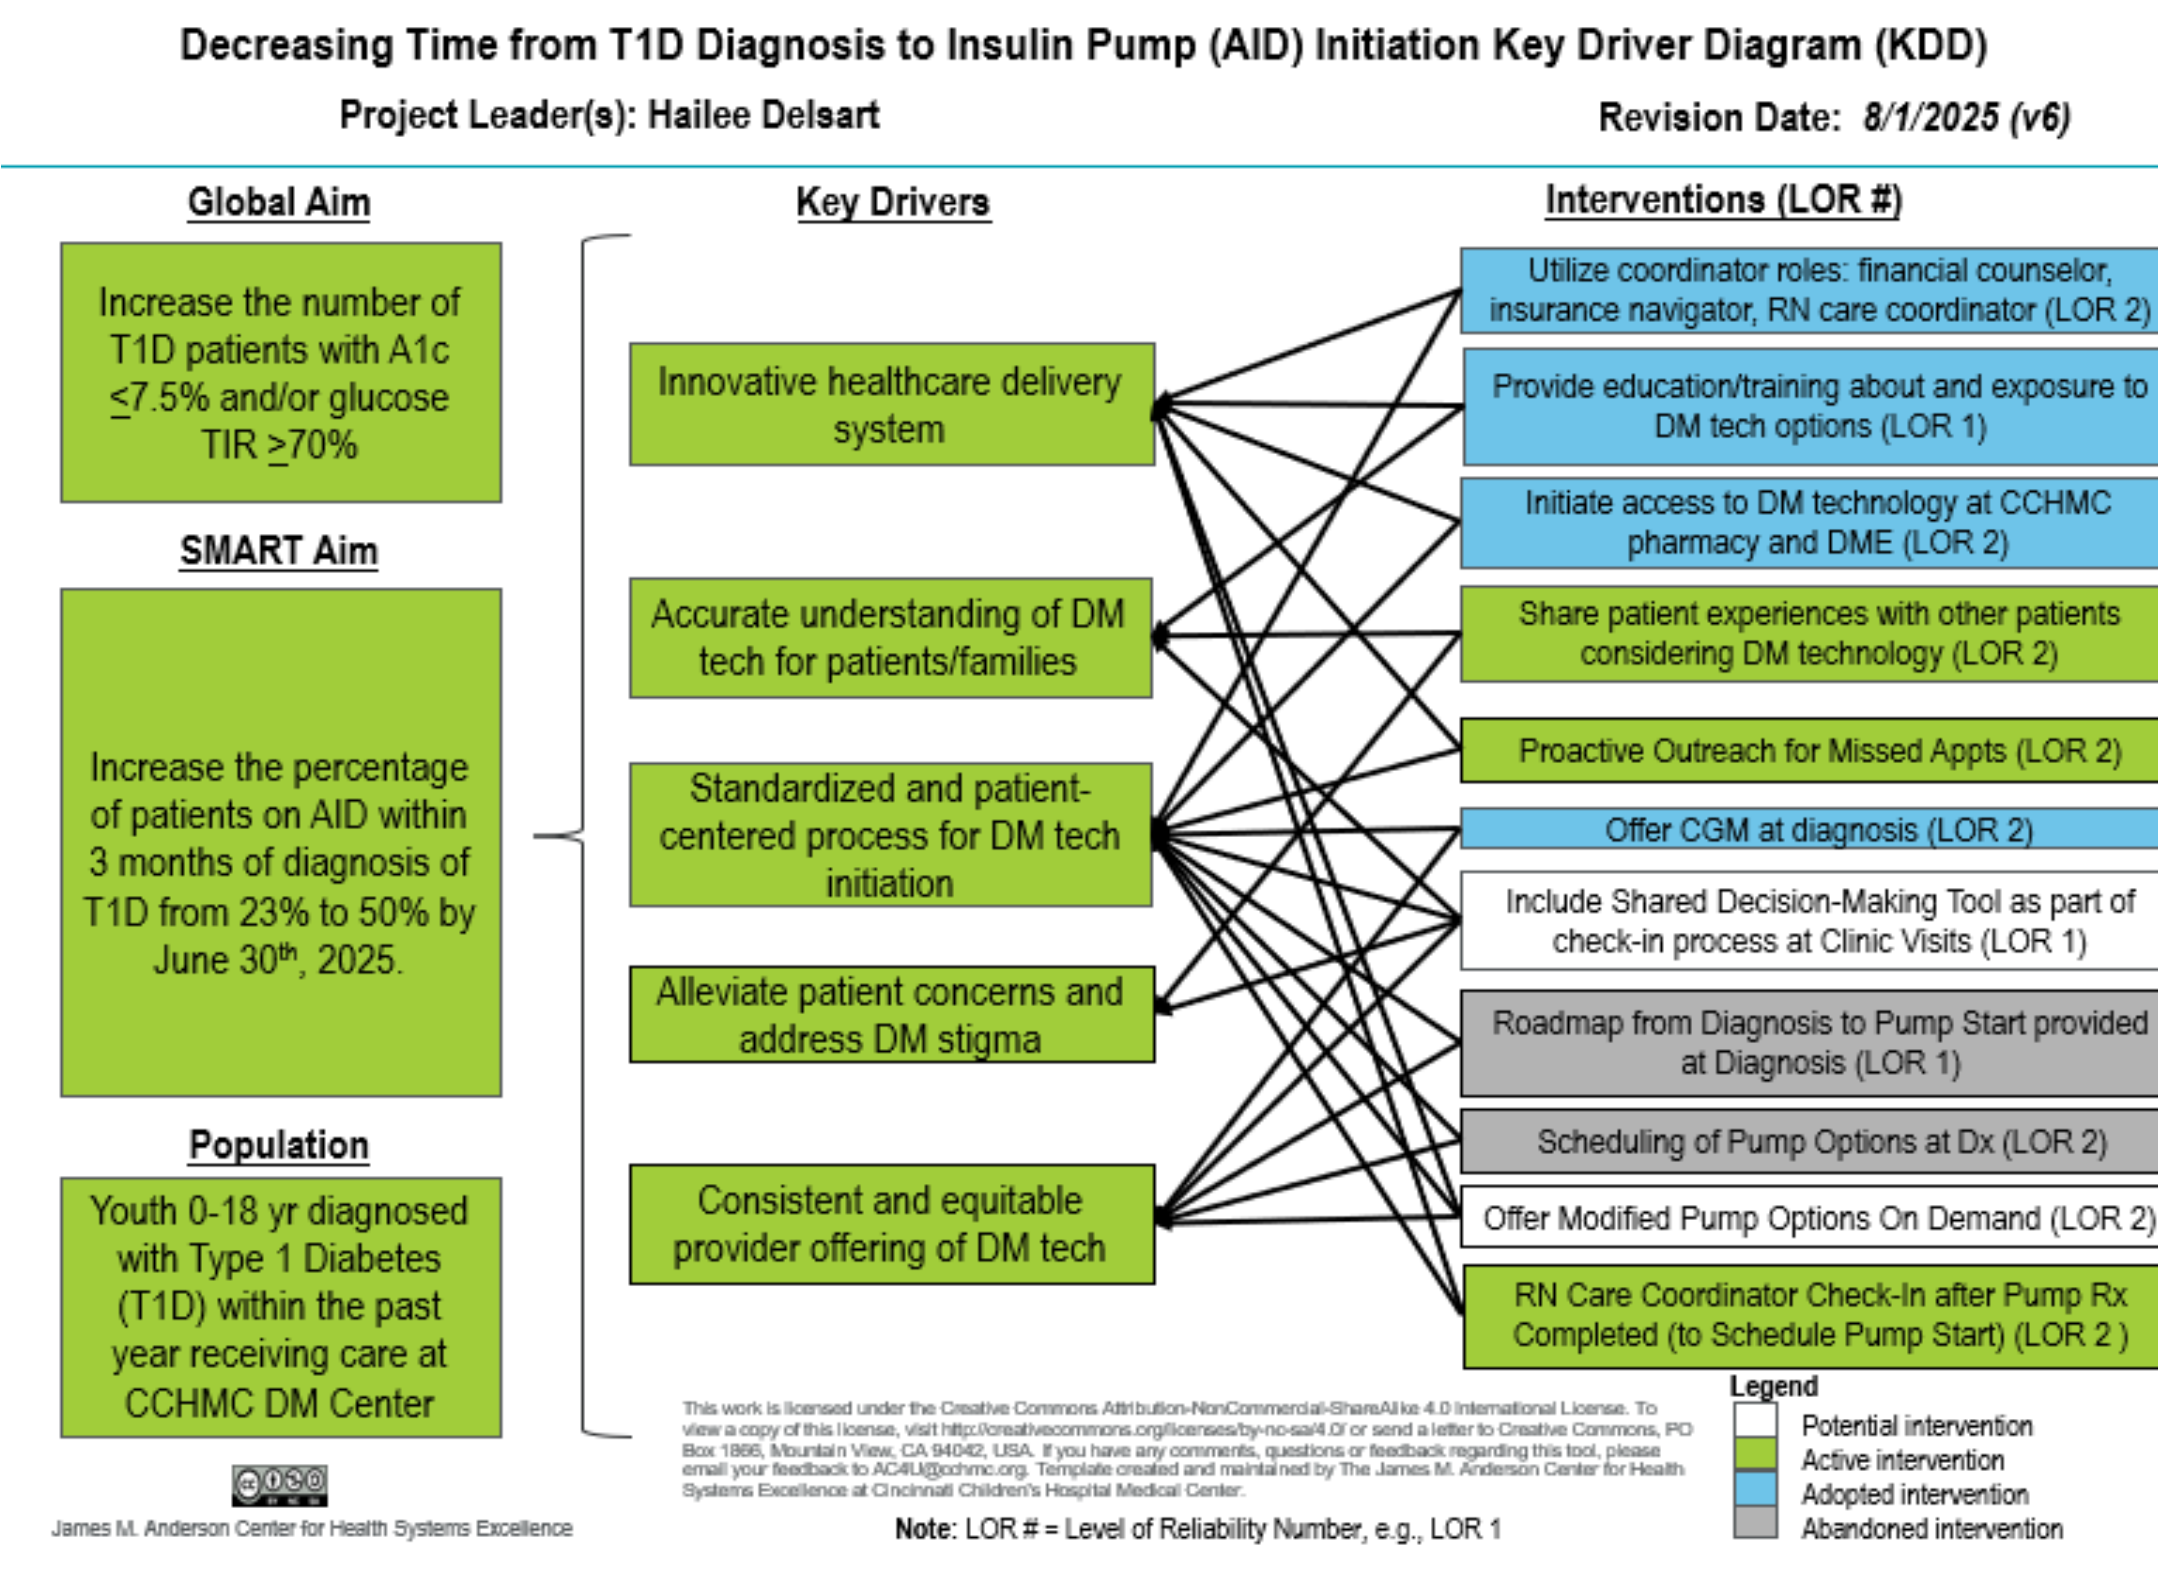 Decreasing Time from T1D Diagnosis to Insulin Pump (AID) Initiation Key Driver Diagram (KDD)
Project Leader(s): Hailee Delsart
Revision Date: 8/1/2025 (v6)
Global Aim
Increase the number of
T1D patients with A1c
≤7.5% and/or glucose
TIR ≥70%
SMART Aim
Increase the percentage
of patients on AID within
3 months of diagnosis of
T1D from 23% to 50% by
June 30th, 2025.
Population
Youth 0-18 yr diagnosed
with Type 1 Diabetes
(T1D) within the past
year receiving care at
CCHMC DM Center
Key Drivers
Innovative healthcare delivery
system
Accurate understanding of DM
tech for patients/families
Standardized and patient-
centered process for DM tech
initiation
Alleviate patient concerns and
address DM stigma
Consistent and equitable
provider offering of DM tech
Interventions (LOR #)
Utilize coordinator roles: financial counselor,
insurance navigator, RN care coordinator (LOR 2)
Provide education/training about and exposure to
DM tech options (LOR 1)
Initiate access to DM technology at CCHMC
pharmacy and DME (LOR 2)
Share patient experiences with other patients
considering DM technology (LOR 2)
Proactive Outreach for Missed Appts (LOR 2)
Offer CGM at diagnosis (LOR 2)
Include Shared Decision-Making Tool as part of
check-in process at Clinic Visits (LOR 1)
Roadmap from Diagnosis to Pump Start provided
at Diagnosis (LOR 1)
Scheduling of Pump Options at Dx (LOR 2)
Offer Modified Pump Options On Demand (LOR 2)
RN Care Coordinator Check-In after Pump Rx
Completed (to Schedule Pump Start) (LOR 2 )
Legend
Potential intervention
Active intervention
Adopted intervention
Abandoned intervention
This work is licensed under the Creative Commons Attribution-NonCommercial-ShareAlike 4.0 International License. To
view a copy of this license, visit http://creativecommons.org/licenses/by-nc-sa/4.0/ or send a letter to Creative Commons, PO
Box 1866, Mountain View, CA 94042, USA. If you have any comments, questions or feedback regarding this tool, please
email your feedback to AC4U@cchmc.org. Template created and maintained by The James M. Anderson Center for Health
Systems Excellence at Cincinnati Children's Hospital Medical Center.
cc
BY NC SA
James M. Anderson Center for Health Systems Excellence
Note: LOR # = Level of Reliability Number, e.g., LOR 1